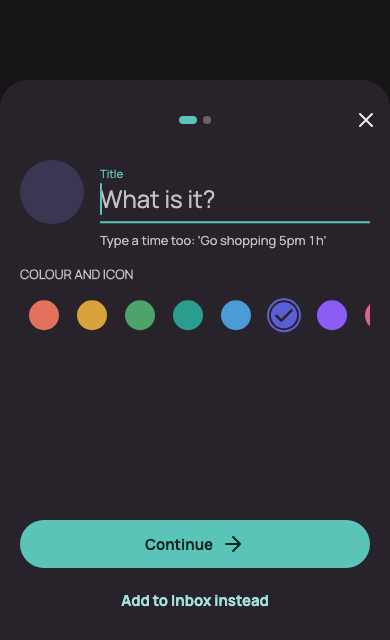 Title
What is it?
Type a time too: 'Go shopping 5pm 1h'
COLOUR AND ICON
Continue
Add to Inbox instead